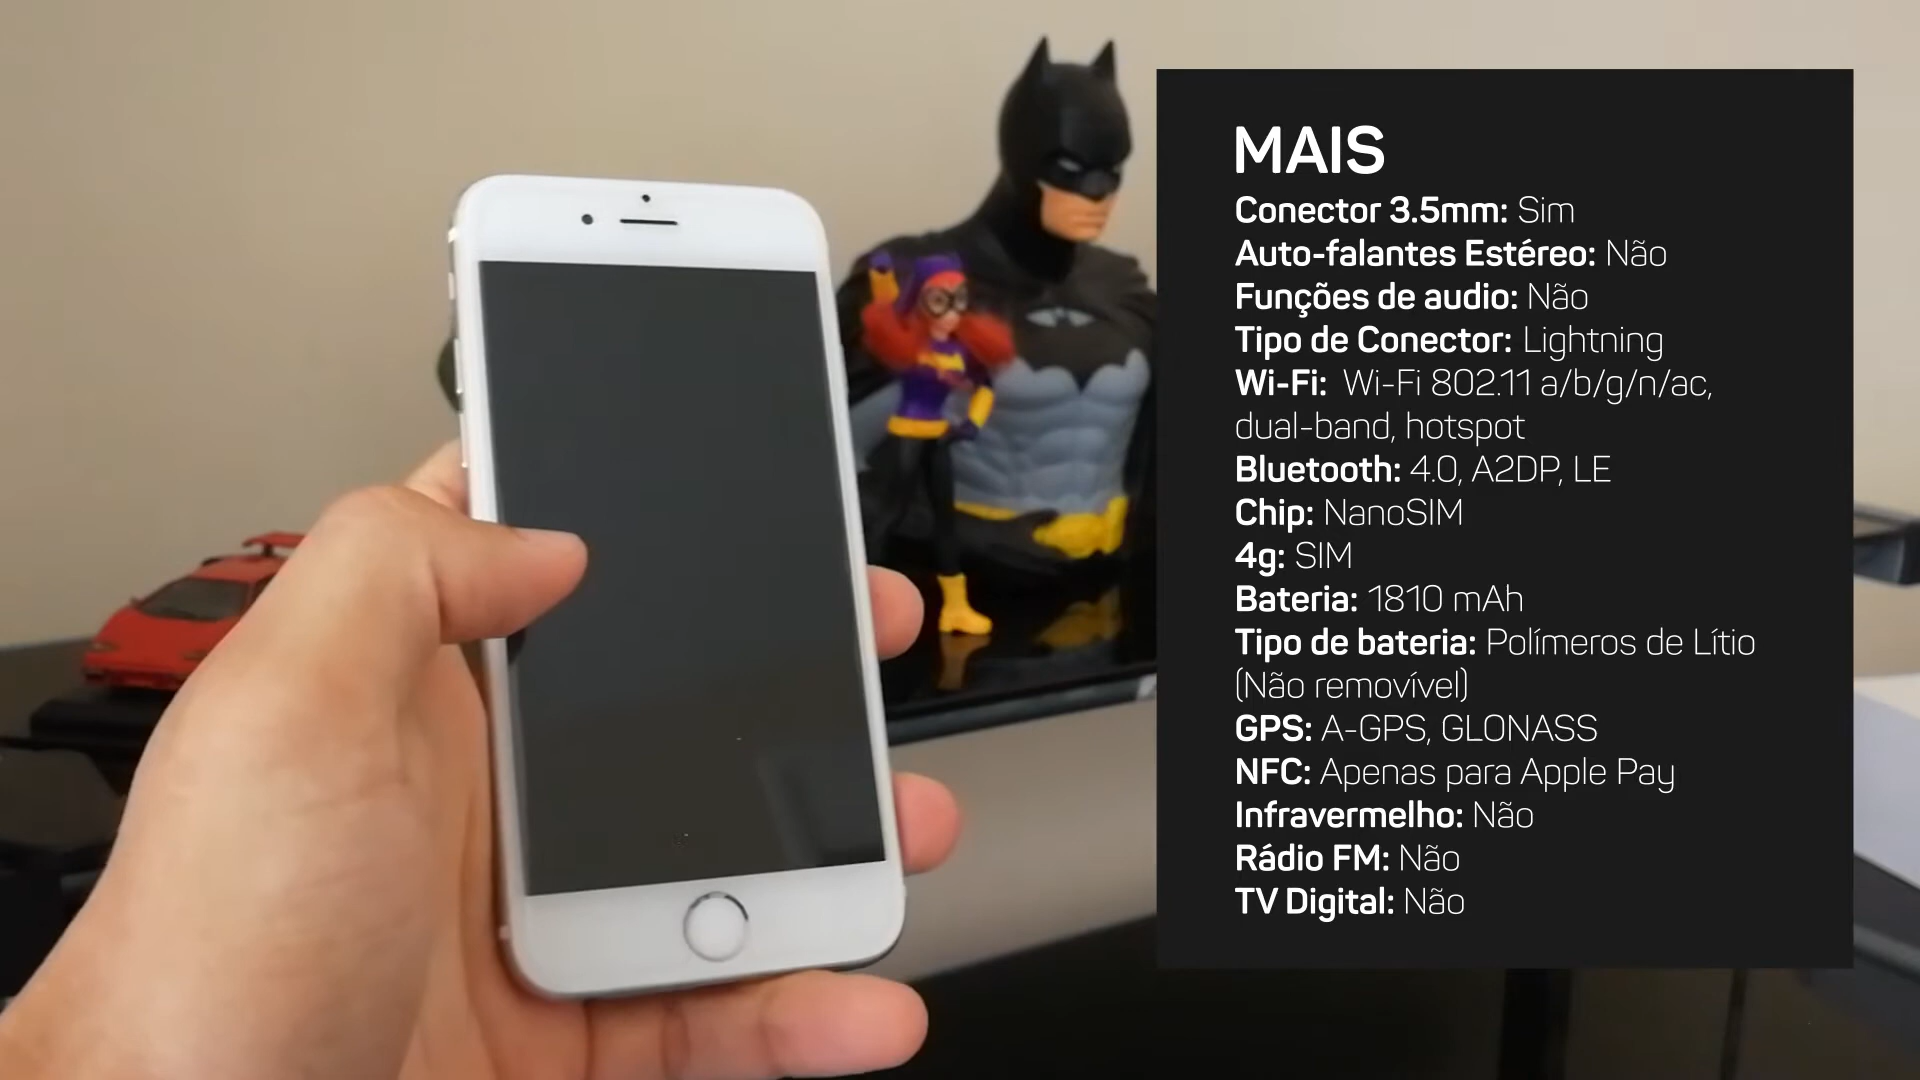 MAIS
Conector 3.5mm: Sim
Auto-falantes Estéreo: Não
Funções de audio: Não
Tipo de Conector: Lightning
Wi-Fi: Wi-Fi 802.11 a/b/g/n/ac,
dual-band, hotspot
Bluetooth: 4.0, A2DP, LE
Chip: NanoSIM
4g: SIM
Bateria: 1810 mAh
Tipo de bateria: Polímeros de Lítio
(Não removível)
GPS: A-GPS, GLONASS
NFC: Apenas para Apple Pay
Infravermelho: Não
Rádio FM: Não
TV Digital: Não